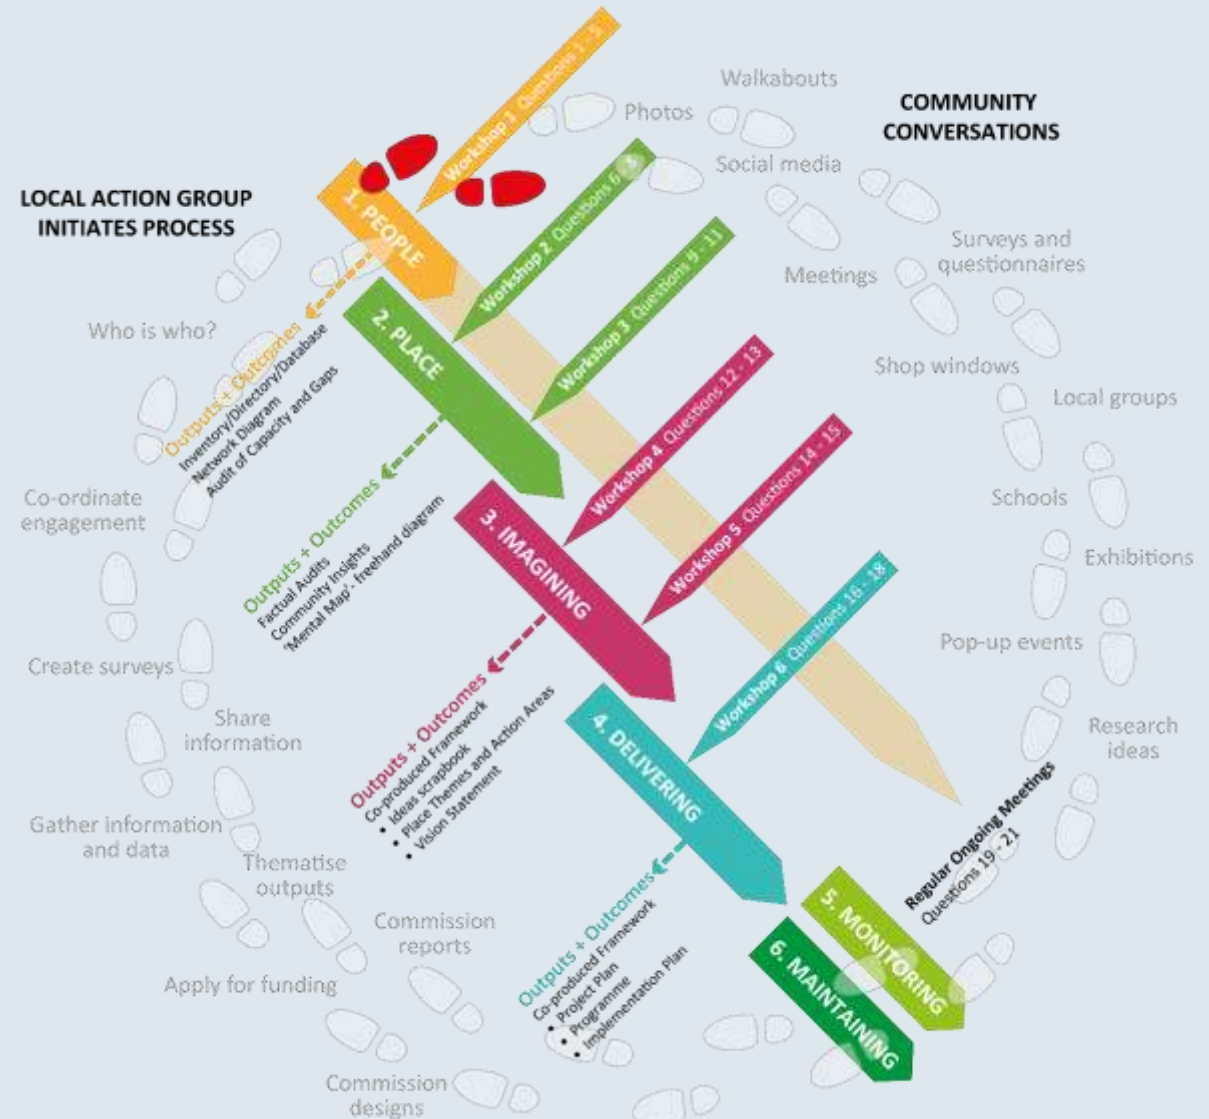 LOCAL ACTION GROUP
INITIATES PROCESS
COMMUNITY
CONVERSATIONS
Walkabouts
Photos
Social media
Meetings
Surveys and
questionnaires
Shop windows
Local groups
Schools
Exhibitions
Pop-up events
Research
ideas
Who is who?
Co-ordinate
engagement
Create surveys
Share
information
Gather information
and data
Thematise
outputs
Apply for funding
Commission
reports
Commission
designs
1. PEOPLE
Workshop 1 Questions 1 - 5
Outputs + Outcomes
Inventory/Directory/Database
Network Diagram
Audit of Capacity and Gaps
2. PLACE
Workshop 2 Questions 6 - 8
Workshop 3 Questions 9 - 11
Outputs + Outcomes
Factual Audits
Community Insights
'Mental Map'- freehand diagram
3. IMAGINING
Workshop 4 Questions 12 - 13
Workshop 5 Questions 14 - 15
Outputs + Outcomes
Co-produced Framework
• Ideas scrapbook
• Place Themes and Action Areas
• Vision Statement
4. DELIVERING
Workshop 6 Questions 16 - 18
Outputs + Outcomes
Co-produced Framework
• Project Plan
• Programme
• Implementation Plan
5. MONITORING
6. MAINTAINING
Regular Ongoing Meetings
Questions 19 - 21